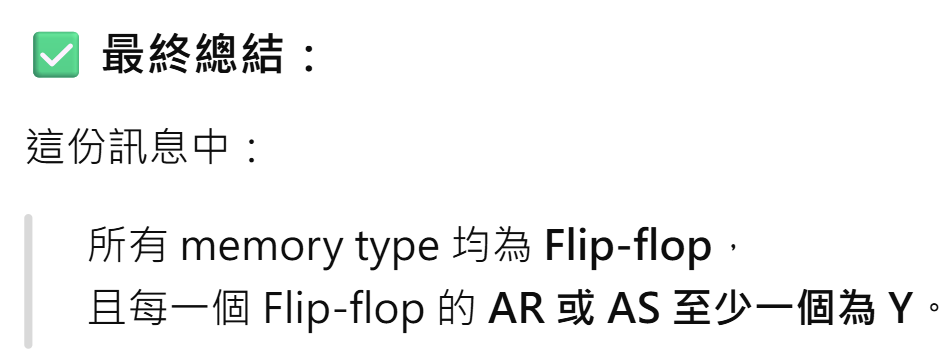 ✅ 最終總結：
這份訊息中：
所有 memory type 均為 Flip-flop，
且每一個 Flip-flop 的 AR 或 AS 至少一個為 Y。